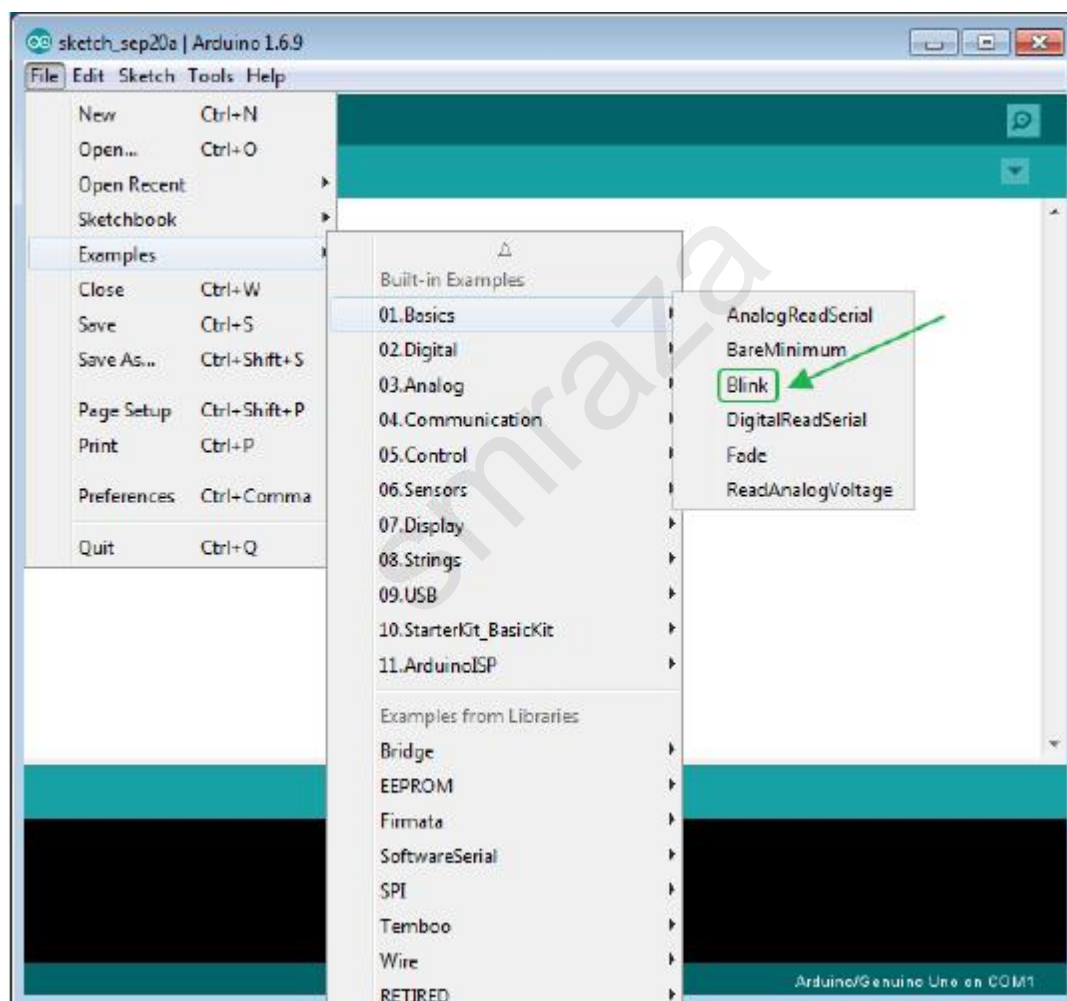 sketch_sep20a | Arduino 1.6.9
File Edit Sketch Tools Help
New Ctrl+N
Open... Ctrl+O
Open Recent
Sketchbook
Examples
Close Ctrl+W
Save Ctrl+S
Save As... Ctrl+Shift+S
Page Setup Ctrl+Shift+P
Print Ctrl+P
Preferences Ctrl+Comma
Quit Ctrl+Q
Built-in Examples
01.Basics
02.Digital
03.Analog
04.Communication
05.Control
06.Sensors
07.Display
08.Strings
09.USB
10.StarterKit_BasicKit
11.ArduinoISP
Examples from Libraries
Bridge
EEPROM
Firmata
SoftwareSerial
SPI
Temboo
Wire
RETIRED
AnalogReadSerial
BareMinimum
Blink
DigitalReadSerial
Fade
ReadAnalogVoltage
smraza
Arduino/Genuino Uno on COM1